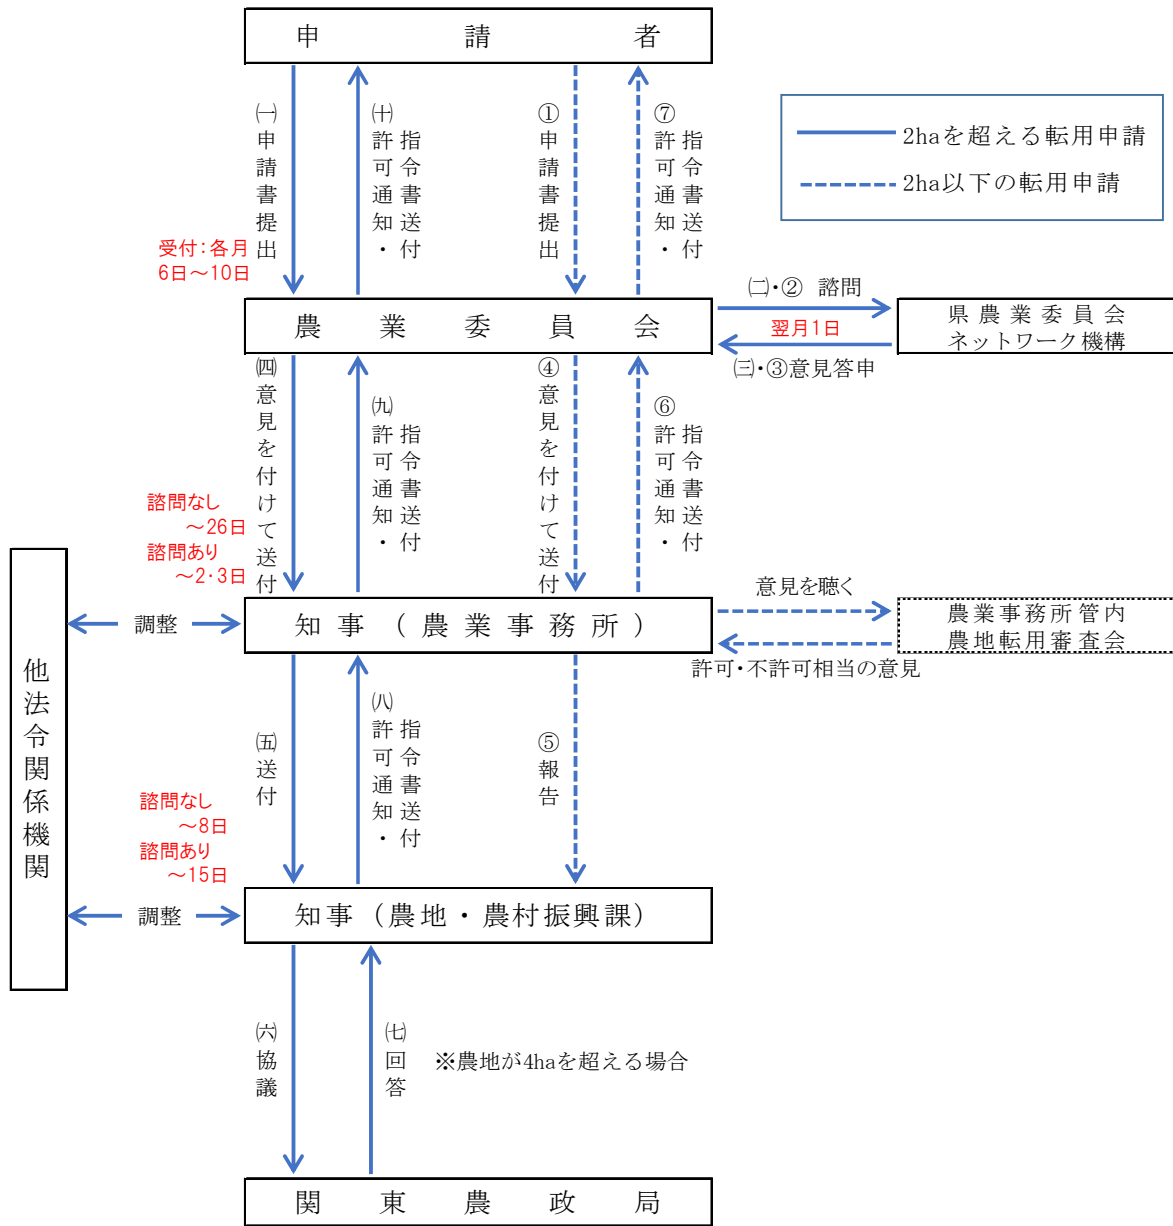 申請者
㈠申請書提出
㈩許可通知・
指令書送付
①申請書提出
⑦許可通知・
指令書送付
2haを超える転用申請
2ha以下の転用申請
受付：各月
6日～10日
農業委員会
㈡・② 諮問
翌月1日
㈢・③意見答申
県農業委員会
ネットワーク機構
㈣意見を付けて送付
㈨許可通知・
指令書送付
④意見を付けて送付
⑥許可通知・
指令書送付
諮問なし
～26日
諮問あり
～2・3日
他法令関係機関
調整
知事（農業事務所）
意見を聴く
許可・不許可相当の意見
農業事務所管内
農地転用審査会
㈤送付
㈧許可通知・
指令書送付
⑤報告
諮問なし
～8日
諮問あり
～15日
調整
知事（農地・農村振興課）
㈥協議
㈦回答
※農地が4haを超える場合
関東農政局